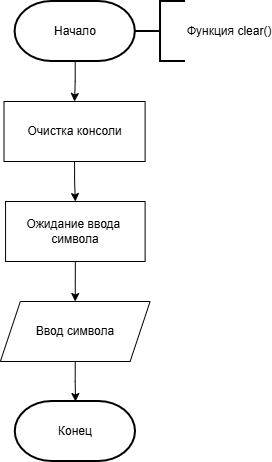 Начало
Функция clear()
Очистка консоли
Ожидание ввода
символа
Ввод символа
Конец